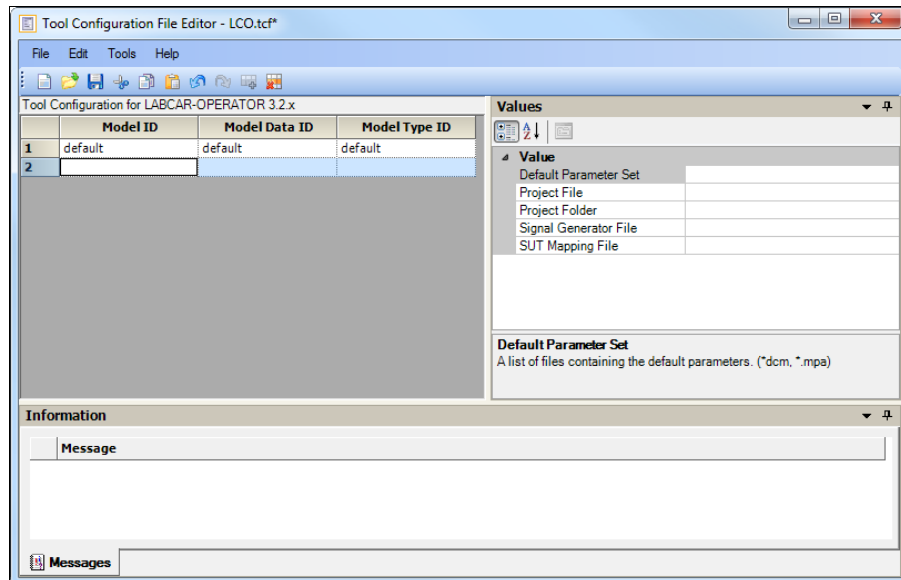 Tool Configuration File Editor - LCO.tcf*
File Edit Tools Help
Tool Configuration for LABCAR-OPERATOR 3.2.x
Model ID Model Data ID Model Type ID
1 default default default
2
Values
Value
Default Parameter Set
Project File
Project Folder
Signal Generator File
SUT Mapping File
Default Parameter Set
A list of files containing the default parameters. (*dcm, *.mpa)
Information
Message
Messages